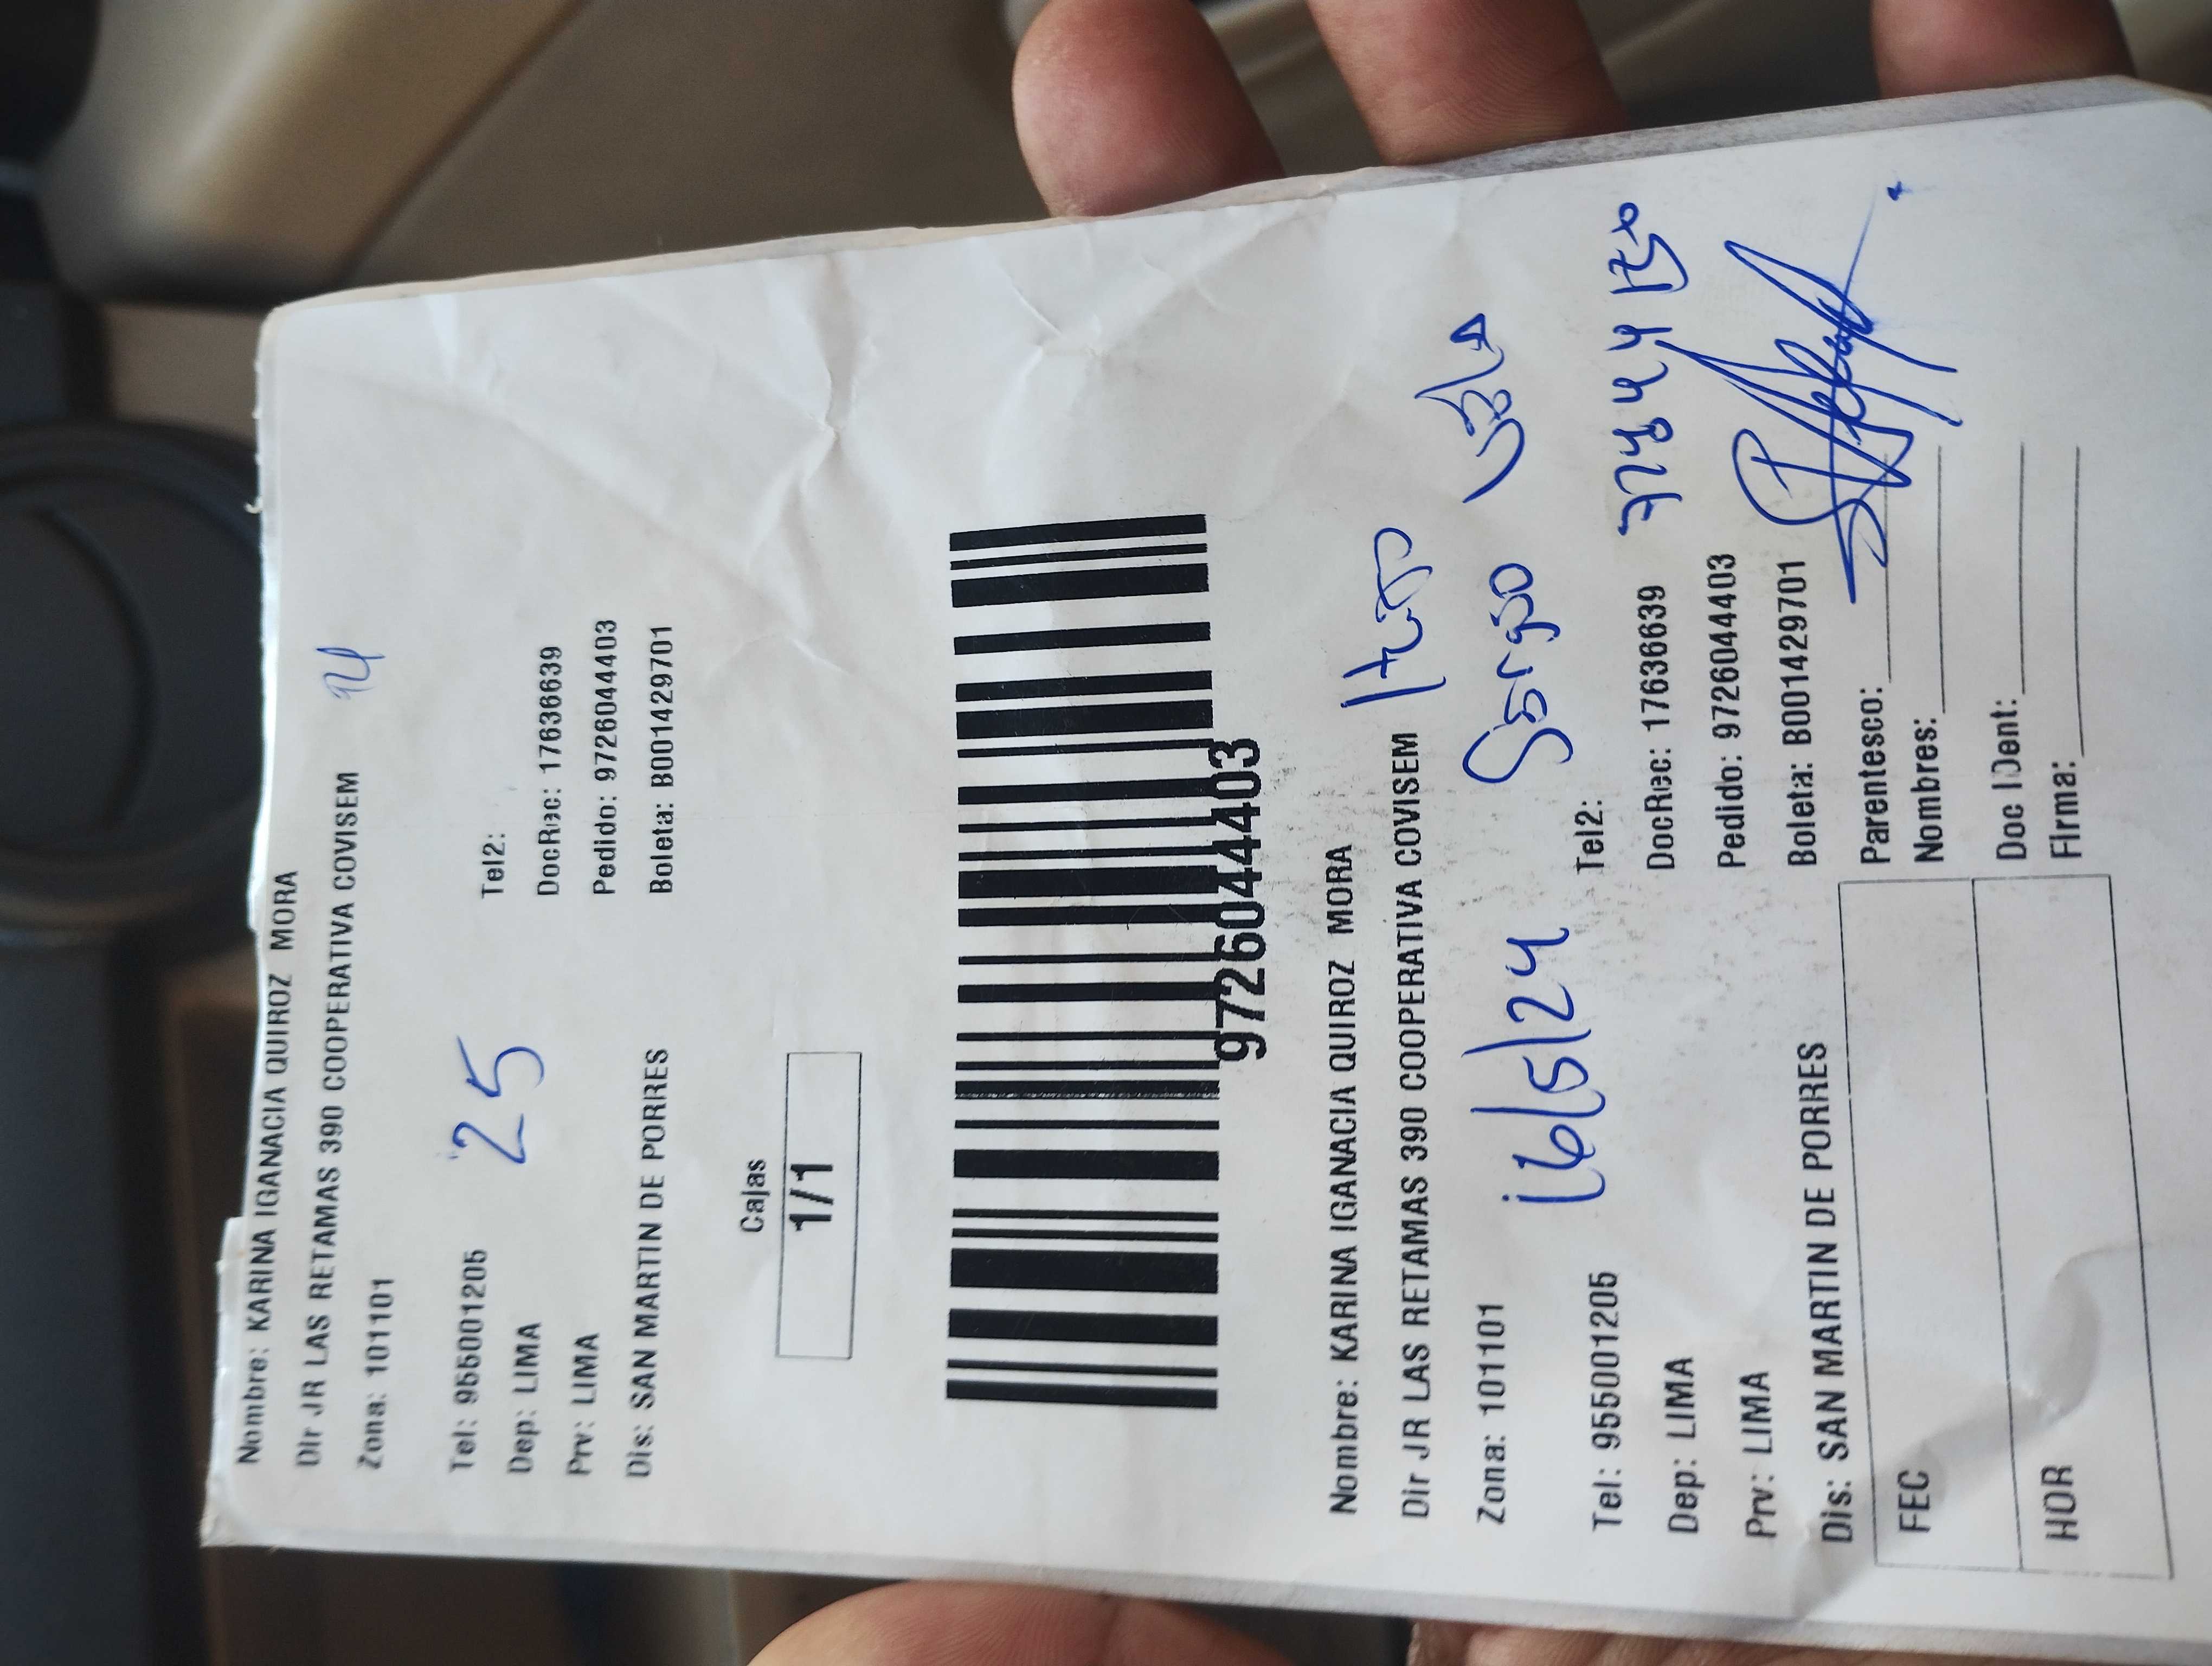 Nombre: KARINA IGANACIA QUIROZ MORA
Dir JR LAS RETAMAS 390 COOPERATIVA COVISEM
Zona: 101101
25
Tel: 955001205 Tel2:
Dep: LIMA DocRec: 17636639
Prv: LIMA Pedido: 972604403
Dis: SAN MARTIN DE PORRES Boleta: B001429701
Cajas
1/1
972604403
Nombre: KARINA IGANACIA QUIROZ MORA
Dir JR LAS RETAMAS 390 COOPERATIVA COVISEM
Zona: 101101
16/5/24 Sergio
Tel: 955001205 Tel2:
Dep: LIMA DocRec: 17636639
Prv: LIMA Pedido: 972604403
Dis: SAN MARTIN DE PORRES Boleta: B001429701
FEC
HOR
Parentesco:
Nombres:
Doc IDent:
FIrma: